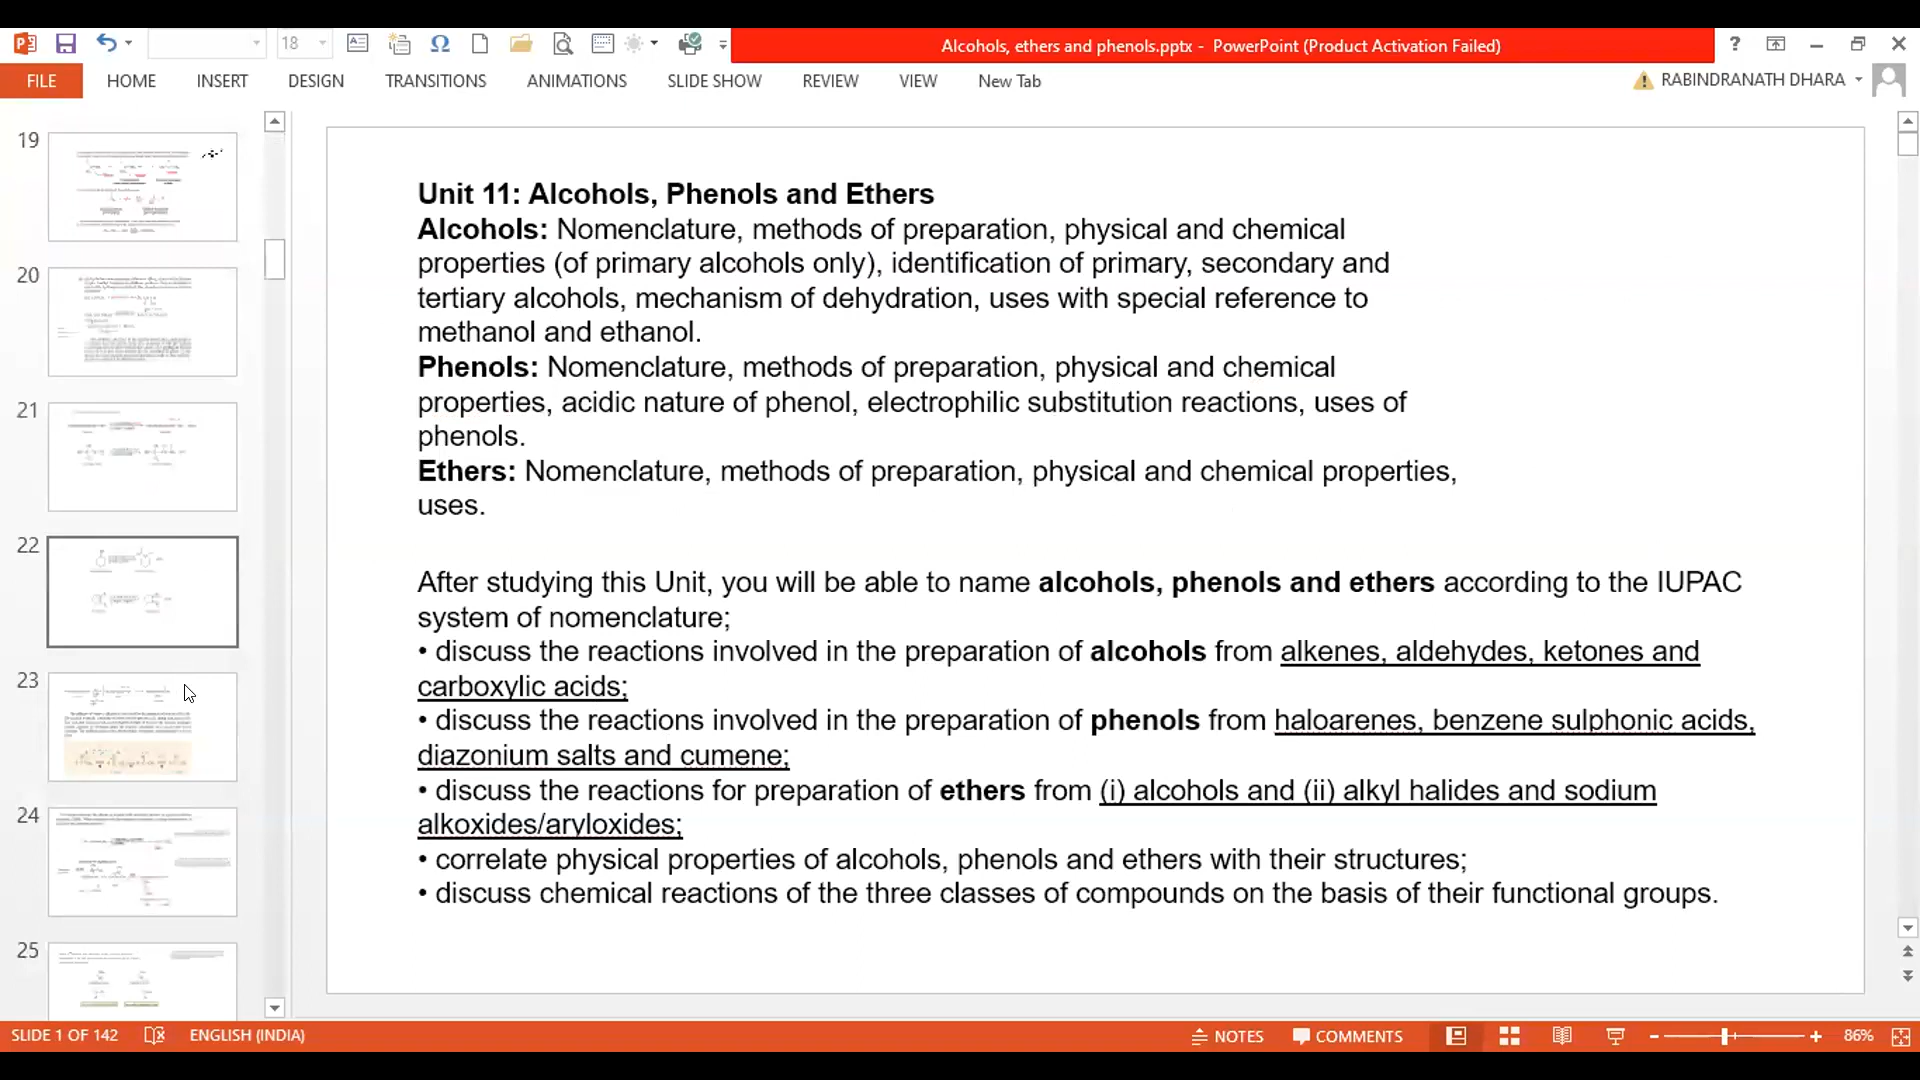 18
Alcohols, ethers and phenols.pptx - PowerPoint (Product Activation Failed)
?
FILE
HOME
INSERT
DESIGN
TRANSITIONS
ANIMATIONS
SLIDE SHOW
REVIEW
VIEW
New Tab
RABINDRANATH DHARA
19
20
21
22
23
24
25
Unit 11: Alcohols, Phenols and Ethers
Alcohols: Nomenclature, methods of preparation, physical and chemical
properties (of primary alcohols only), identification of primary, secondary and
tertiary alcohols, mechanism of dehydration, uses with special reference to
methanol and ethanol.
Phenols: Nomenclature, methods of preparation, physical and chemical
properties, acidic nature of phenol, electrophilic substitution reactions, uses of
phenols.
Ethers: Nomenclature, methods of preparation, physical and chemical properties,
uses.
After studying this Unit, you will be able to name alcohols, phenols and ethers according to the IUPAC
system of nomenclature;
• discuss the reactions involved in the preparation of alcohols from alkenes, aldehydes, ketones and
carboxylic acids;
• discuss the reactions involved in the preparation of phenols from haloarenes, benzene sulphonic acids,
diazonium salts and cumene;
• discuss the reactions for preparation of ethers from (i) alcohols and (ii) alkyl halides and sodium
alkoxides/aryloxides;
• correlate physical properties of alcohols, phenols and ethers with their structures;
• discuss chemical reactions of the three classes of compounds on the basis of their functional groups.
SLIDE 1 OF 142
ENGLISH (INDIA)
NOTES
COMMENTS
86%